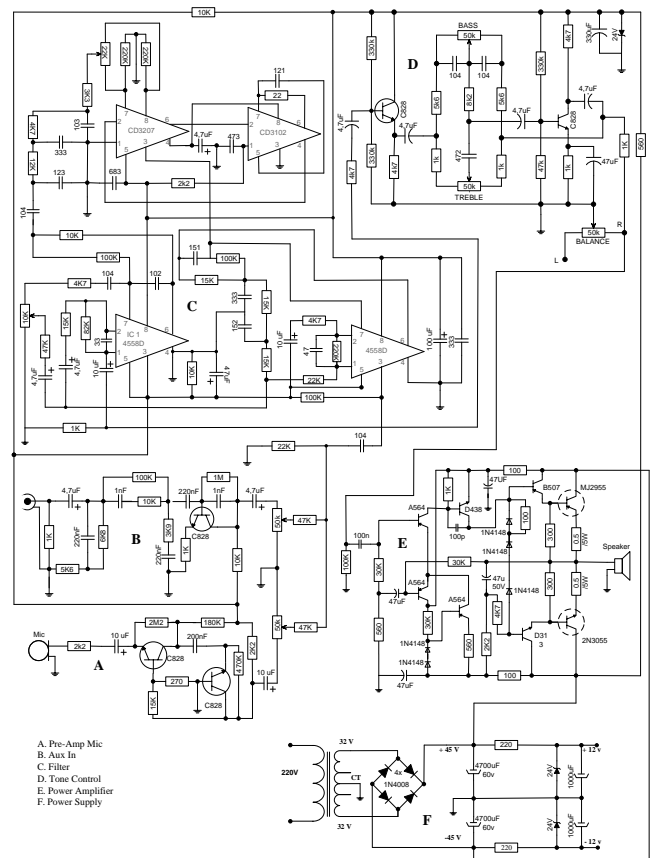 10K
22K
220K
220K
3K3
4K7
103
333
12K
123
683
104
2k2
CD3207
4,7uF
473
121
22
CD3102
330k
C828
4,7uF
4,7uF
4k7
330k
4k7
D
BASS
50k
104
104
5k6
8k2
5k6
1k
472
1k
50k
TREBLE
4,7uF
330k
4k7
330uF
24V
4,7uF
C828
47k
1k
47uF
1K
560
R
L
50k
BALANCE
10K
100K
104
102
4K7
10K
47K
4,7uF
15K
4,7uF
82K
33
10 uF
IC 1
4558D
10K
4,7uF
151
100K
15K
C
333
152
15K
15K
10 uF
4K7
47
220K
22K
4558D
100 uF
333
100K
1K
22K
104
4,7uF
1K
220nF
6R8
5K6
100K
1nF
10K
3K9
220nF
B
220nF
1M
1nF
C828
1K
4,7uF
10K
50k
47K
50k
47K
Mic
2k2
10 uF
A
2M2
180K
C828
200nF
270
15K
C828
470K
2K2
10 uF
100n
100K
A564
1K
D438
100p
47UF
100
B507
MJ2955
1N4148
100
1N4148
E
30K
30K
47uF
560
A564
30K
A564
1N4148
1N4148
47uF
560
47u
50V
4K7
2K2
1N4148
D31
3
100
300
300
0.5
/5W
0.5
/5W
Speaker
2N3055
A. Pre-Amp Mic
B. Aux In
C. Filter
D. Tone Control
E. Power Amplifier
F. Power Supply
220V
32 V
CT
32 V
4x
1N4008
F
+ 45 V
-45 V
4700uF
60v
4700uF
60v
220
220
24V
24V
1000uF
1000uF
+ 12 v
- 12 v